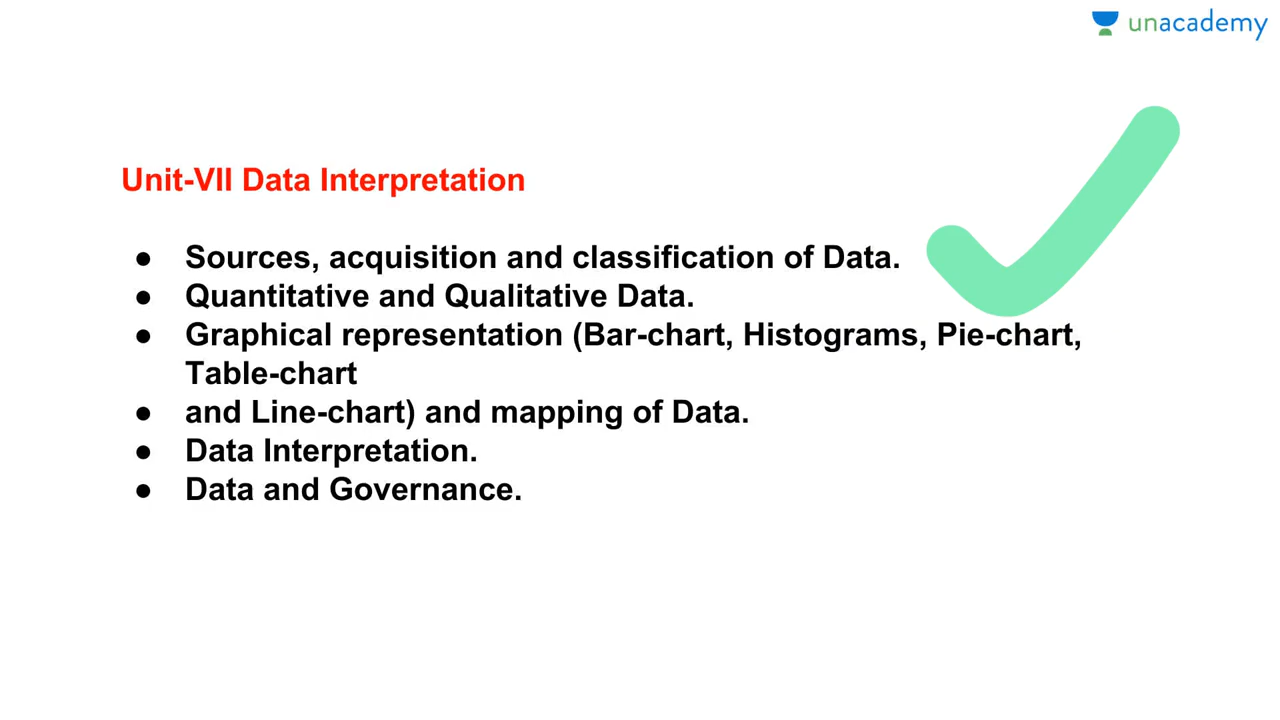 unacademy
Unit-VII Data Interpretation
● Sources, acquisition and classification of Data.
● Quantitative and Qualitative Data.
● Graphical representation (Bar-chart, Histograms, Pie-chart,
Table-chart
● and Line-chart) and mapping of Data.
● Data Interpretation.
● Data and Governance.